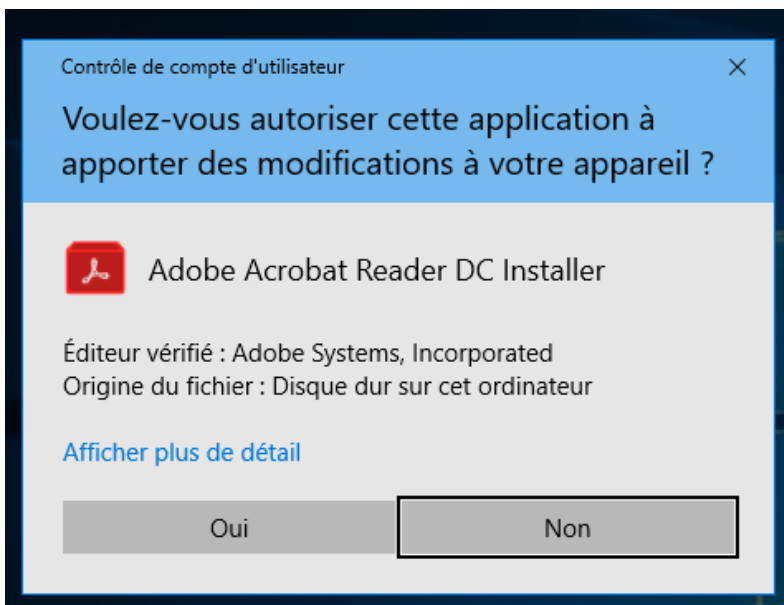 Contrôle de compte d'utilisateur
Voulez-vous autoriser cette application à
apporter des modifications à votre appareil ?
Adobe Acrobat Reader DC Installer
Éditeur vérifié : Adobe Systems, Incorporated
Origine du fichier : Disque dur sur cet ordinateur
Afficher plus de détail
Oui
Non